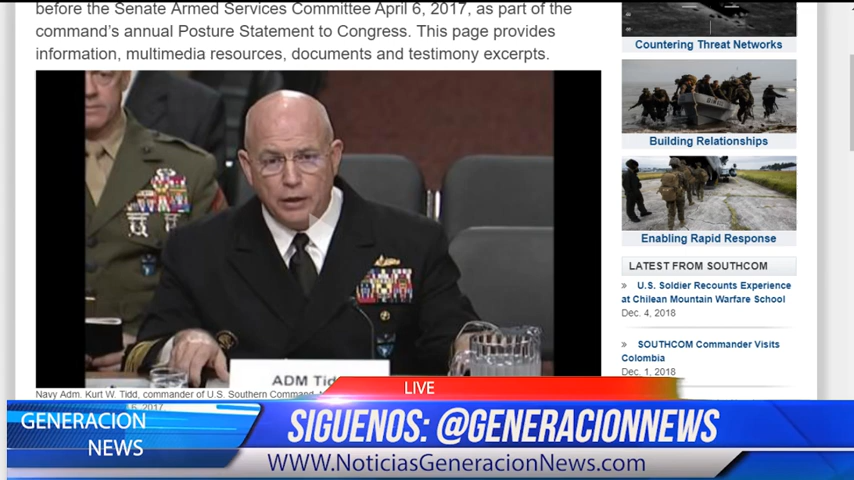 before the Senate Armed Services Committee April 6, 2017, as part of the
command's annual Posture Statement to Congress. This page provides
information, multimedia resources, documents and testimony excerpts.
ADM Tid
Navy Adm. Kurt W. Tidd, commander of U.S. Southern Command,
2017
Countering Threat Networks
Building Relationships
Enabling Rapid Response
LATEST FROM SOUTHCOM
» U.S. Soldier Recounts Experience
at Chilean Mountain Warfare School
Dec. 4, 2018
» SOUTHCOM Commander Visits
Colombia
Dec. 1, 2018
LIVE
GENERACION
NEWS
SIGUENOS: @GENERACIONNEWS
WWW.NoticiasGeneracionNews.com